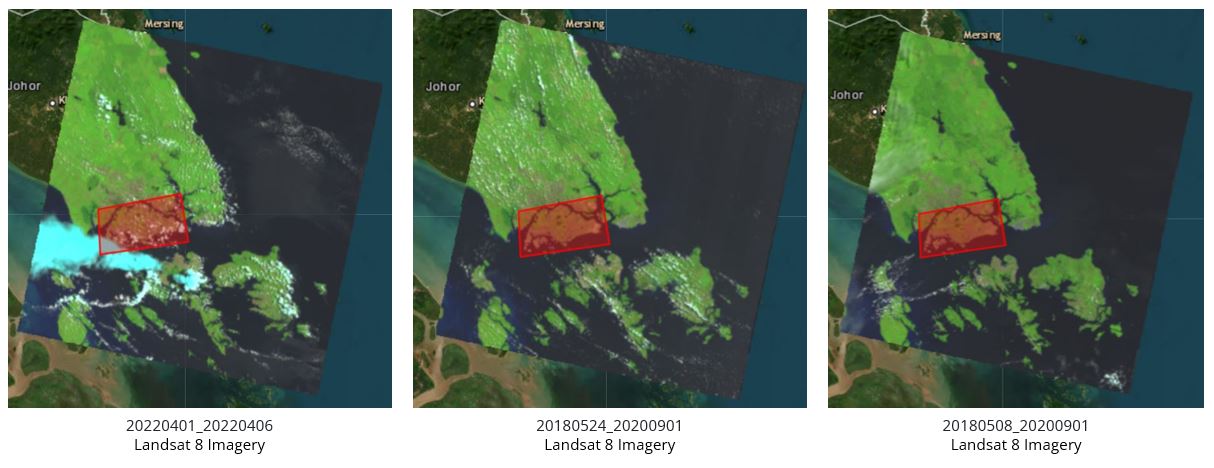 Mersing
Johor
K
Mersing
Johor
K
Mersing
Johor
K
20220401_20220406
Landsat 8 Imagery
20180524_20200901
Landsat 8 Imagery
20180508_20200901
Landsat 8 Imagery